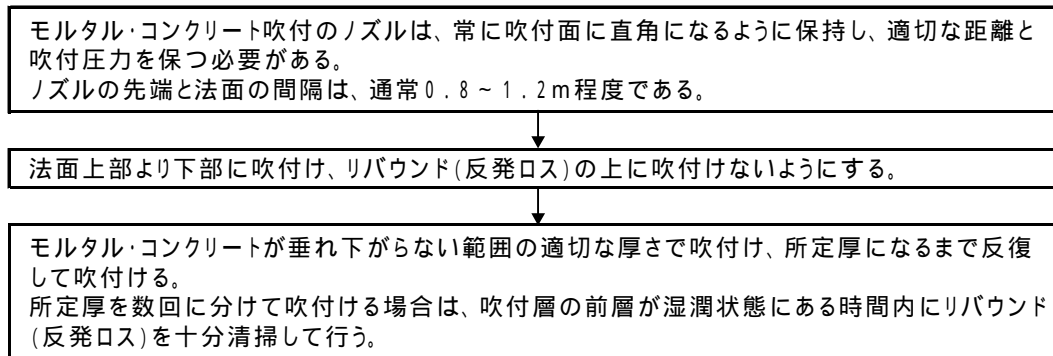 モルタル･コンクリート吹付のノズルは、常に吹付面に直角になるように保持し、適切な距離と
吹付圧力を保つ必要がある。
ノズルの先端と法面の間隔は、通常0.8~1.2m程度である。
法面上部より下部に吹付け、リバウンド(反発ロス)の上に吹付けないようにする。
モルタル･コンクリートが垂れ下がらない範囲の適切な厚さで吹付け、所定厚になるまで反復
して吹付ける。
所定厚を数回に分けて吹付ける場合は、吹付層の前層が湿潤状態にある時間内にリバウンド
(反発ロス)を十分清掃して行う。